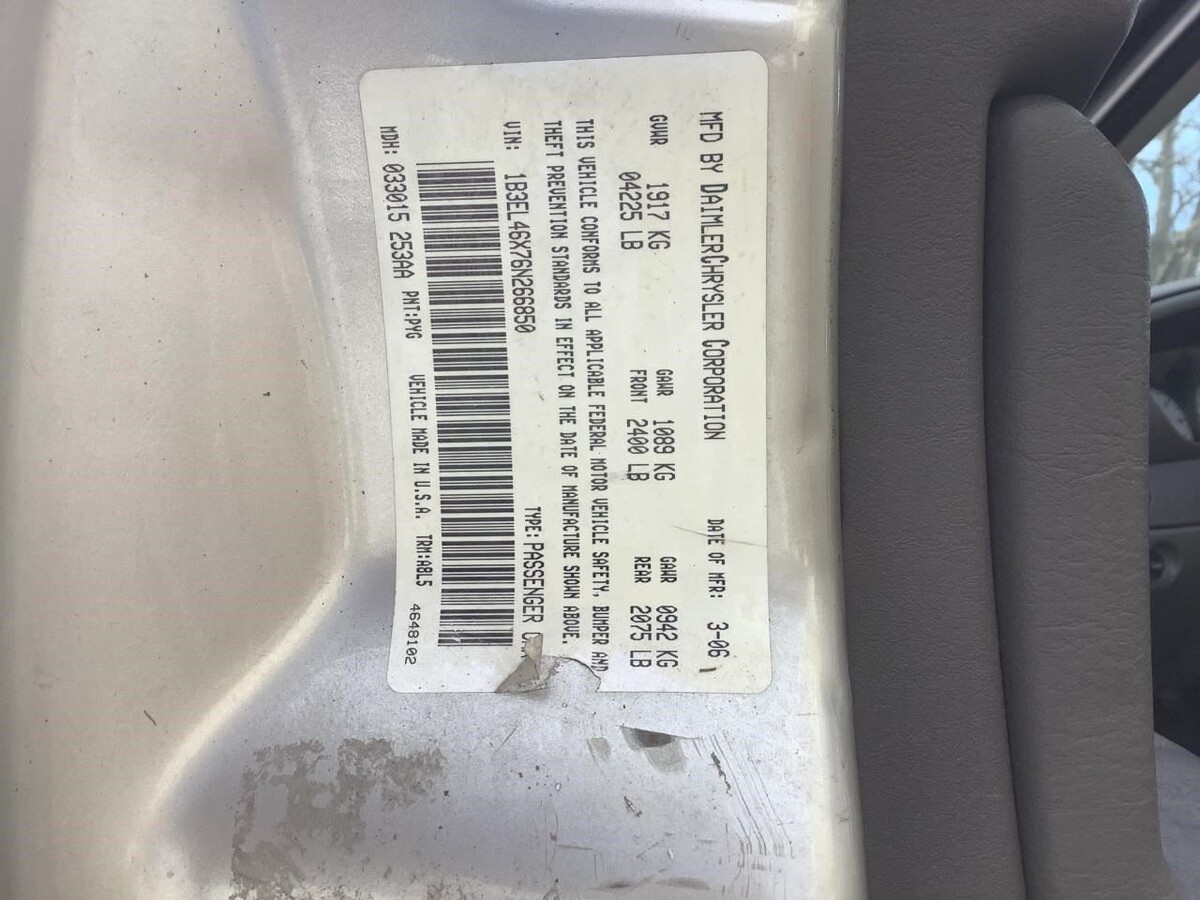 MFD BY DAIMLERCHRYSLER CORPORATION DATE OF MFR: 3-06
GVWR 1917 KG GAWR 1089 KG GAWR 0942 KG
04225 LB FRONT 2400 LB REAR 2075 LB
THIS VEHICLE CONFORMS TO ALL APPLICABLE FEDERAL MOTOR VEHICLE SAFETY, BUMPER AND
THEFT PREVENTION STANDARDS IN EFFECT ON THE DATE OF MANUFACTURE SHOWN ABOVE.
VIN: 1B3EL46X76N266850 TYPE: PASSENGER
MDH: 033015 253AA PNT:PYG VEHICLE MADE IN U.S.A. TRM:A8L5 4648102